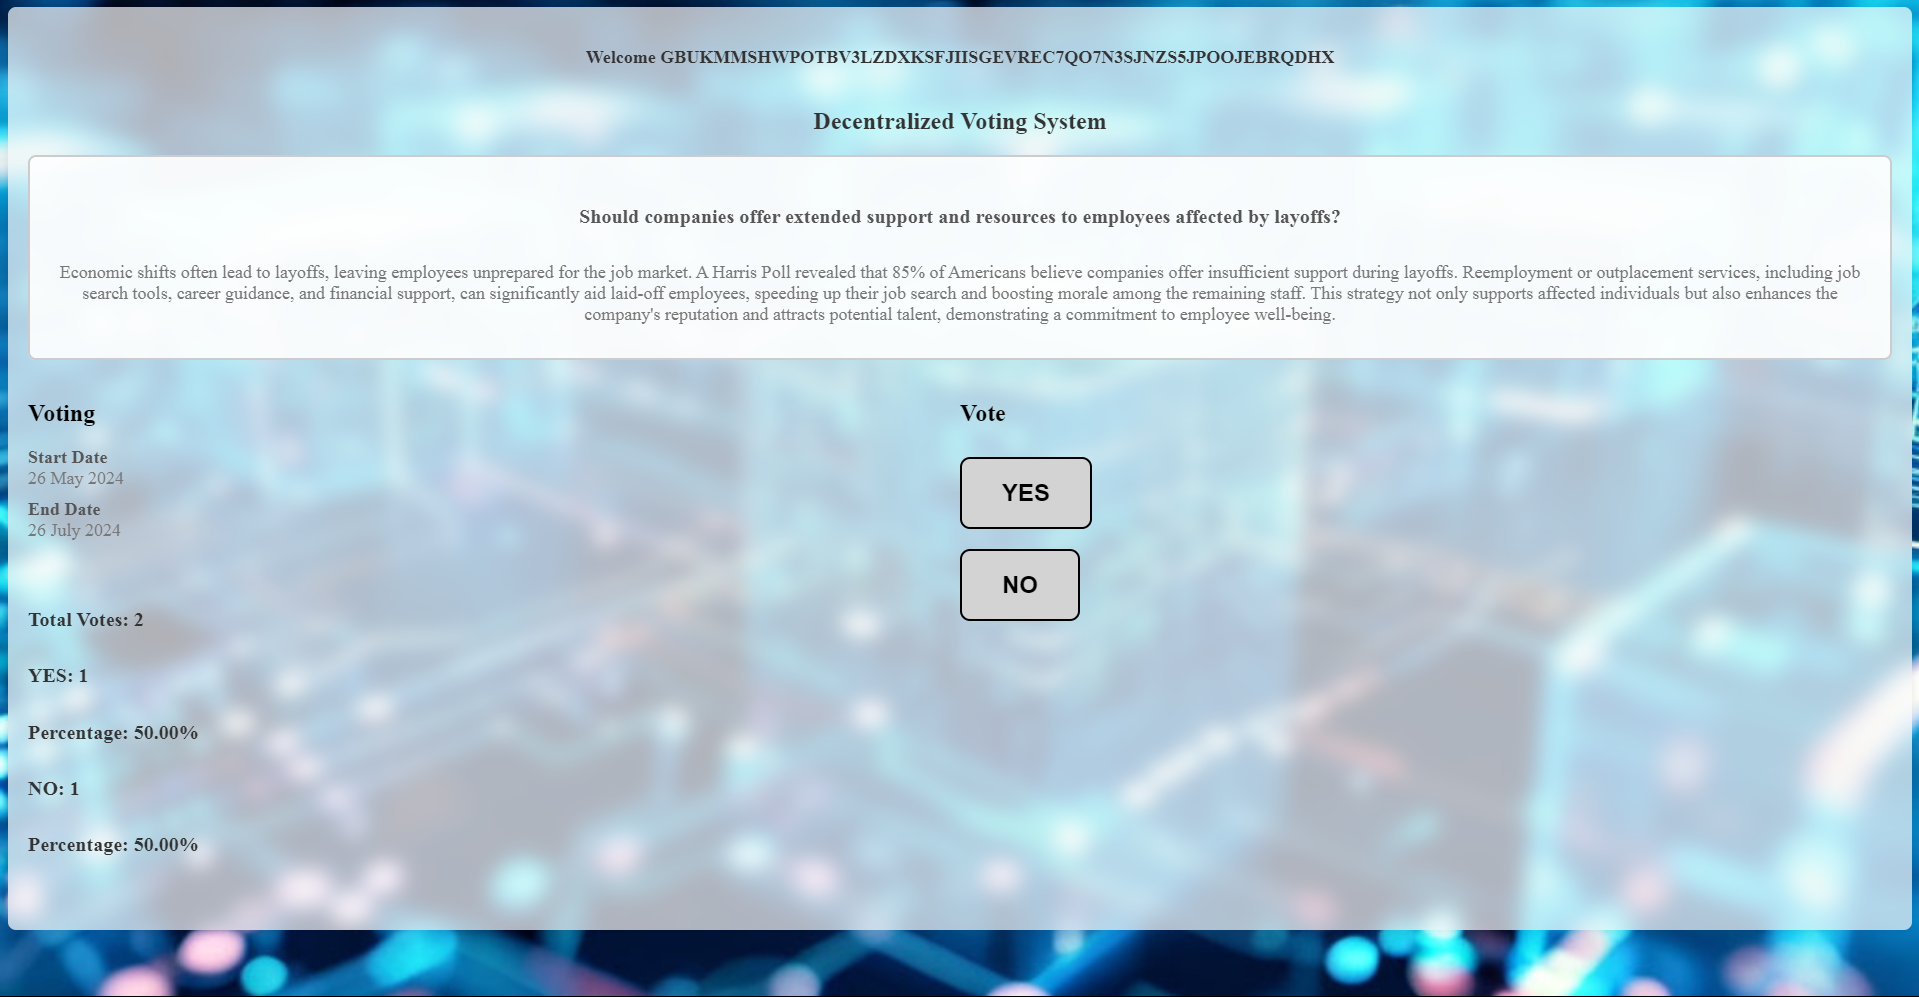 Welcome GBUKMMSHWPOTBV3LZDXKSFJIISGEVREC7QO7N3SJNZS5JPOOJEBRQDHX
Decentralized Voting System
Should companies offer extended support and resources to employees affected by layoffs?
Economic shifts often lead to layoffs, leaving employees unprepared for the job market. A Harris Poll revealed that 85% of Americans believe companies offer insufficient support during layoffs. Reemployment or outplacement services, including job
search tools, career guidance, and financial support, can significantly aid laid-off employees, speeding up their job search and boosting morale among the remaining staff. This strategy not only supports affected individuals but also enhances the
company's reputation and attracts potential talent, demonstrating a commitment to employee well-being.
Voting
Start Date
26 May 2024
End Date
26 July 2024
Total Votes: 2
YES: 1
Percentage: 50.00%
NO: 1
Percentage: 50.00%
Vote
YES
NO